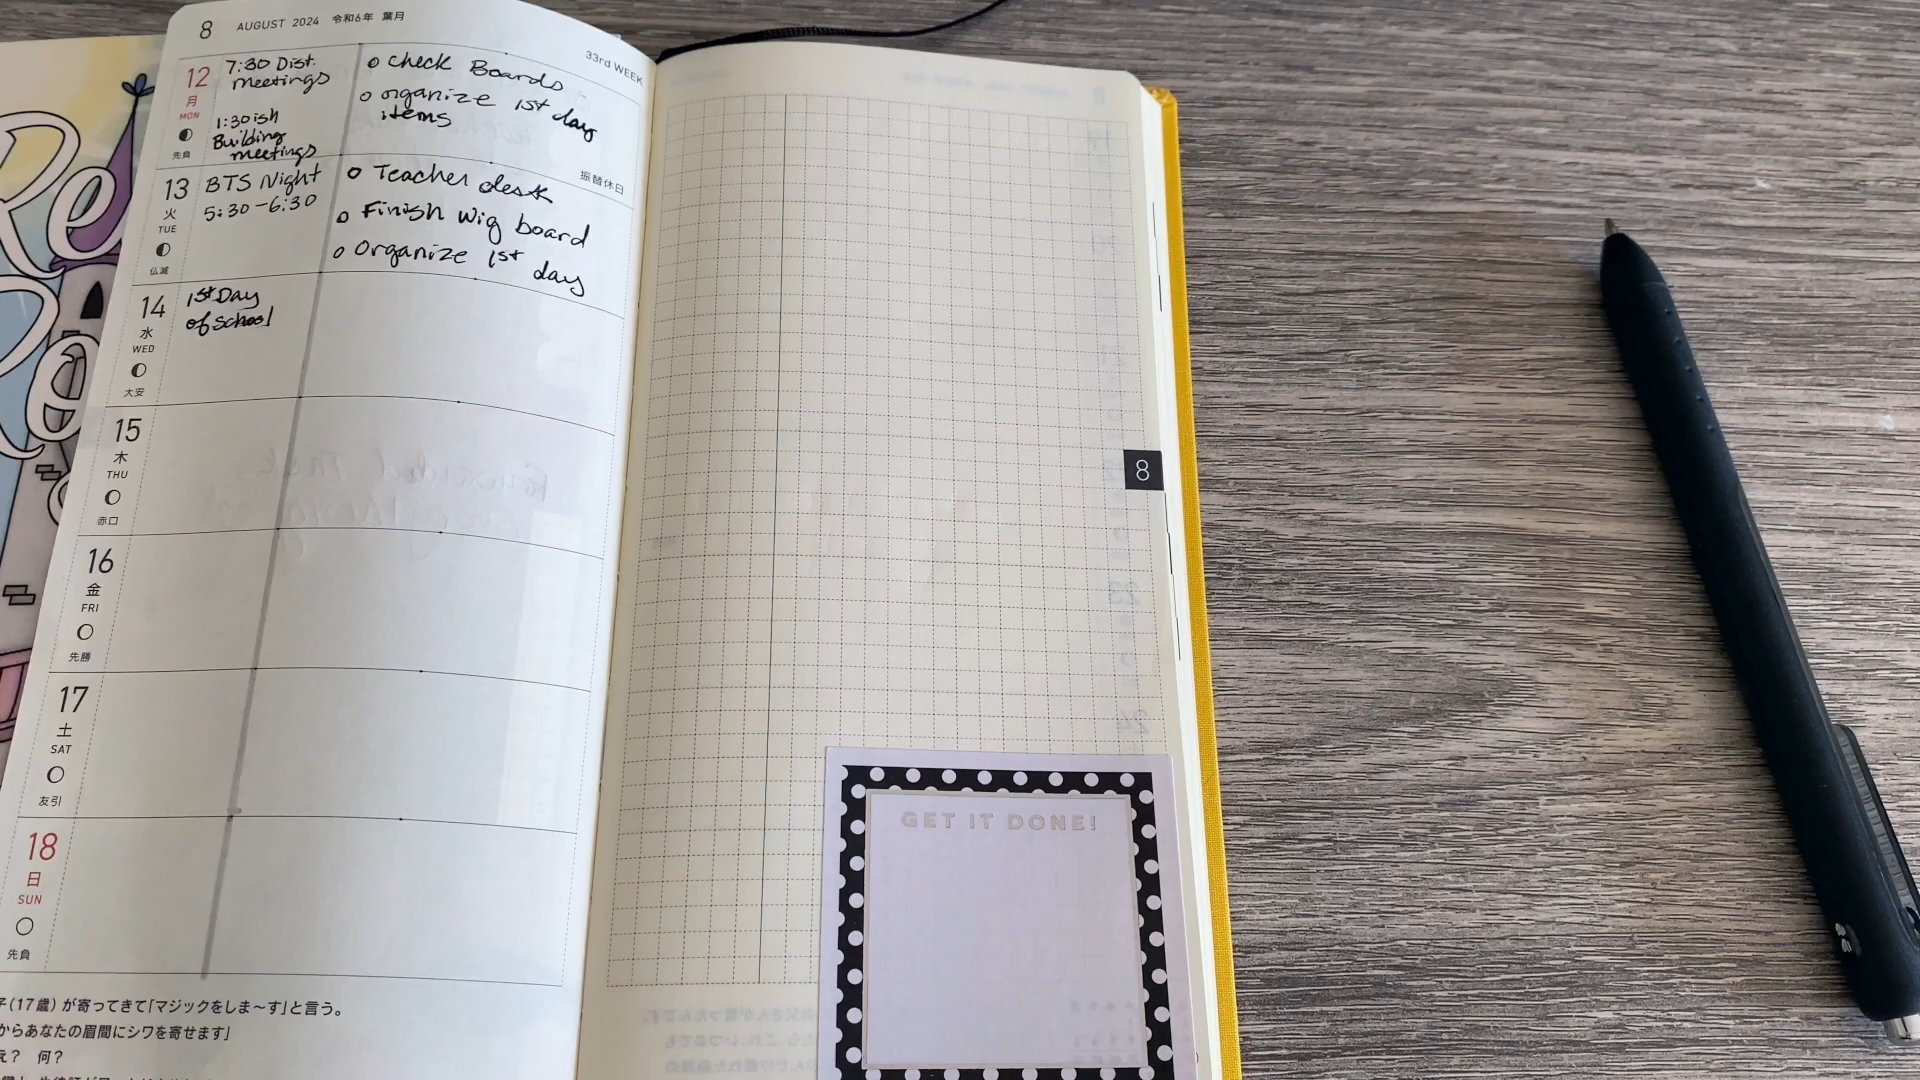 8 AUGUST 2024 令和6年 葉月
33rd WEEK
12
月
MON
先負
7:30 Dist.
meetings
1:30ish
Building
meetings
o check Boards
o organize 1st day
items
13
火
TUE
仏滅
BTS Night
5:30-6:30
振替休日
o Teacher desk
o Finish Wig board
o Organize 1st day
14
水
WED
大安
1st Day
of School
15
木
THU
赤口
16
金
FRI
先勝
17
土
SAT
友引
18
日
SUN
先負
子(17歳)が寄ってきて「マジックをしま〜す」と言う。
からあなたの眉間にシワを寄せます」
え? 何?
8
GET IT DONE!
Re